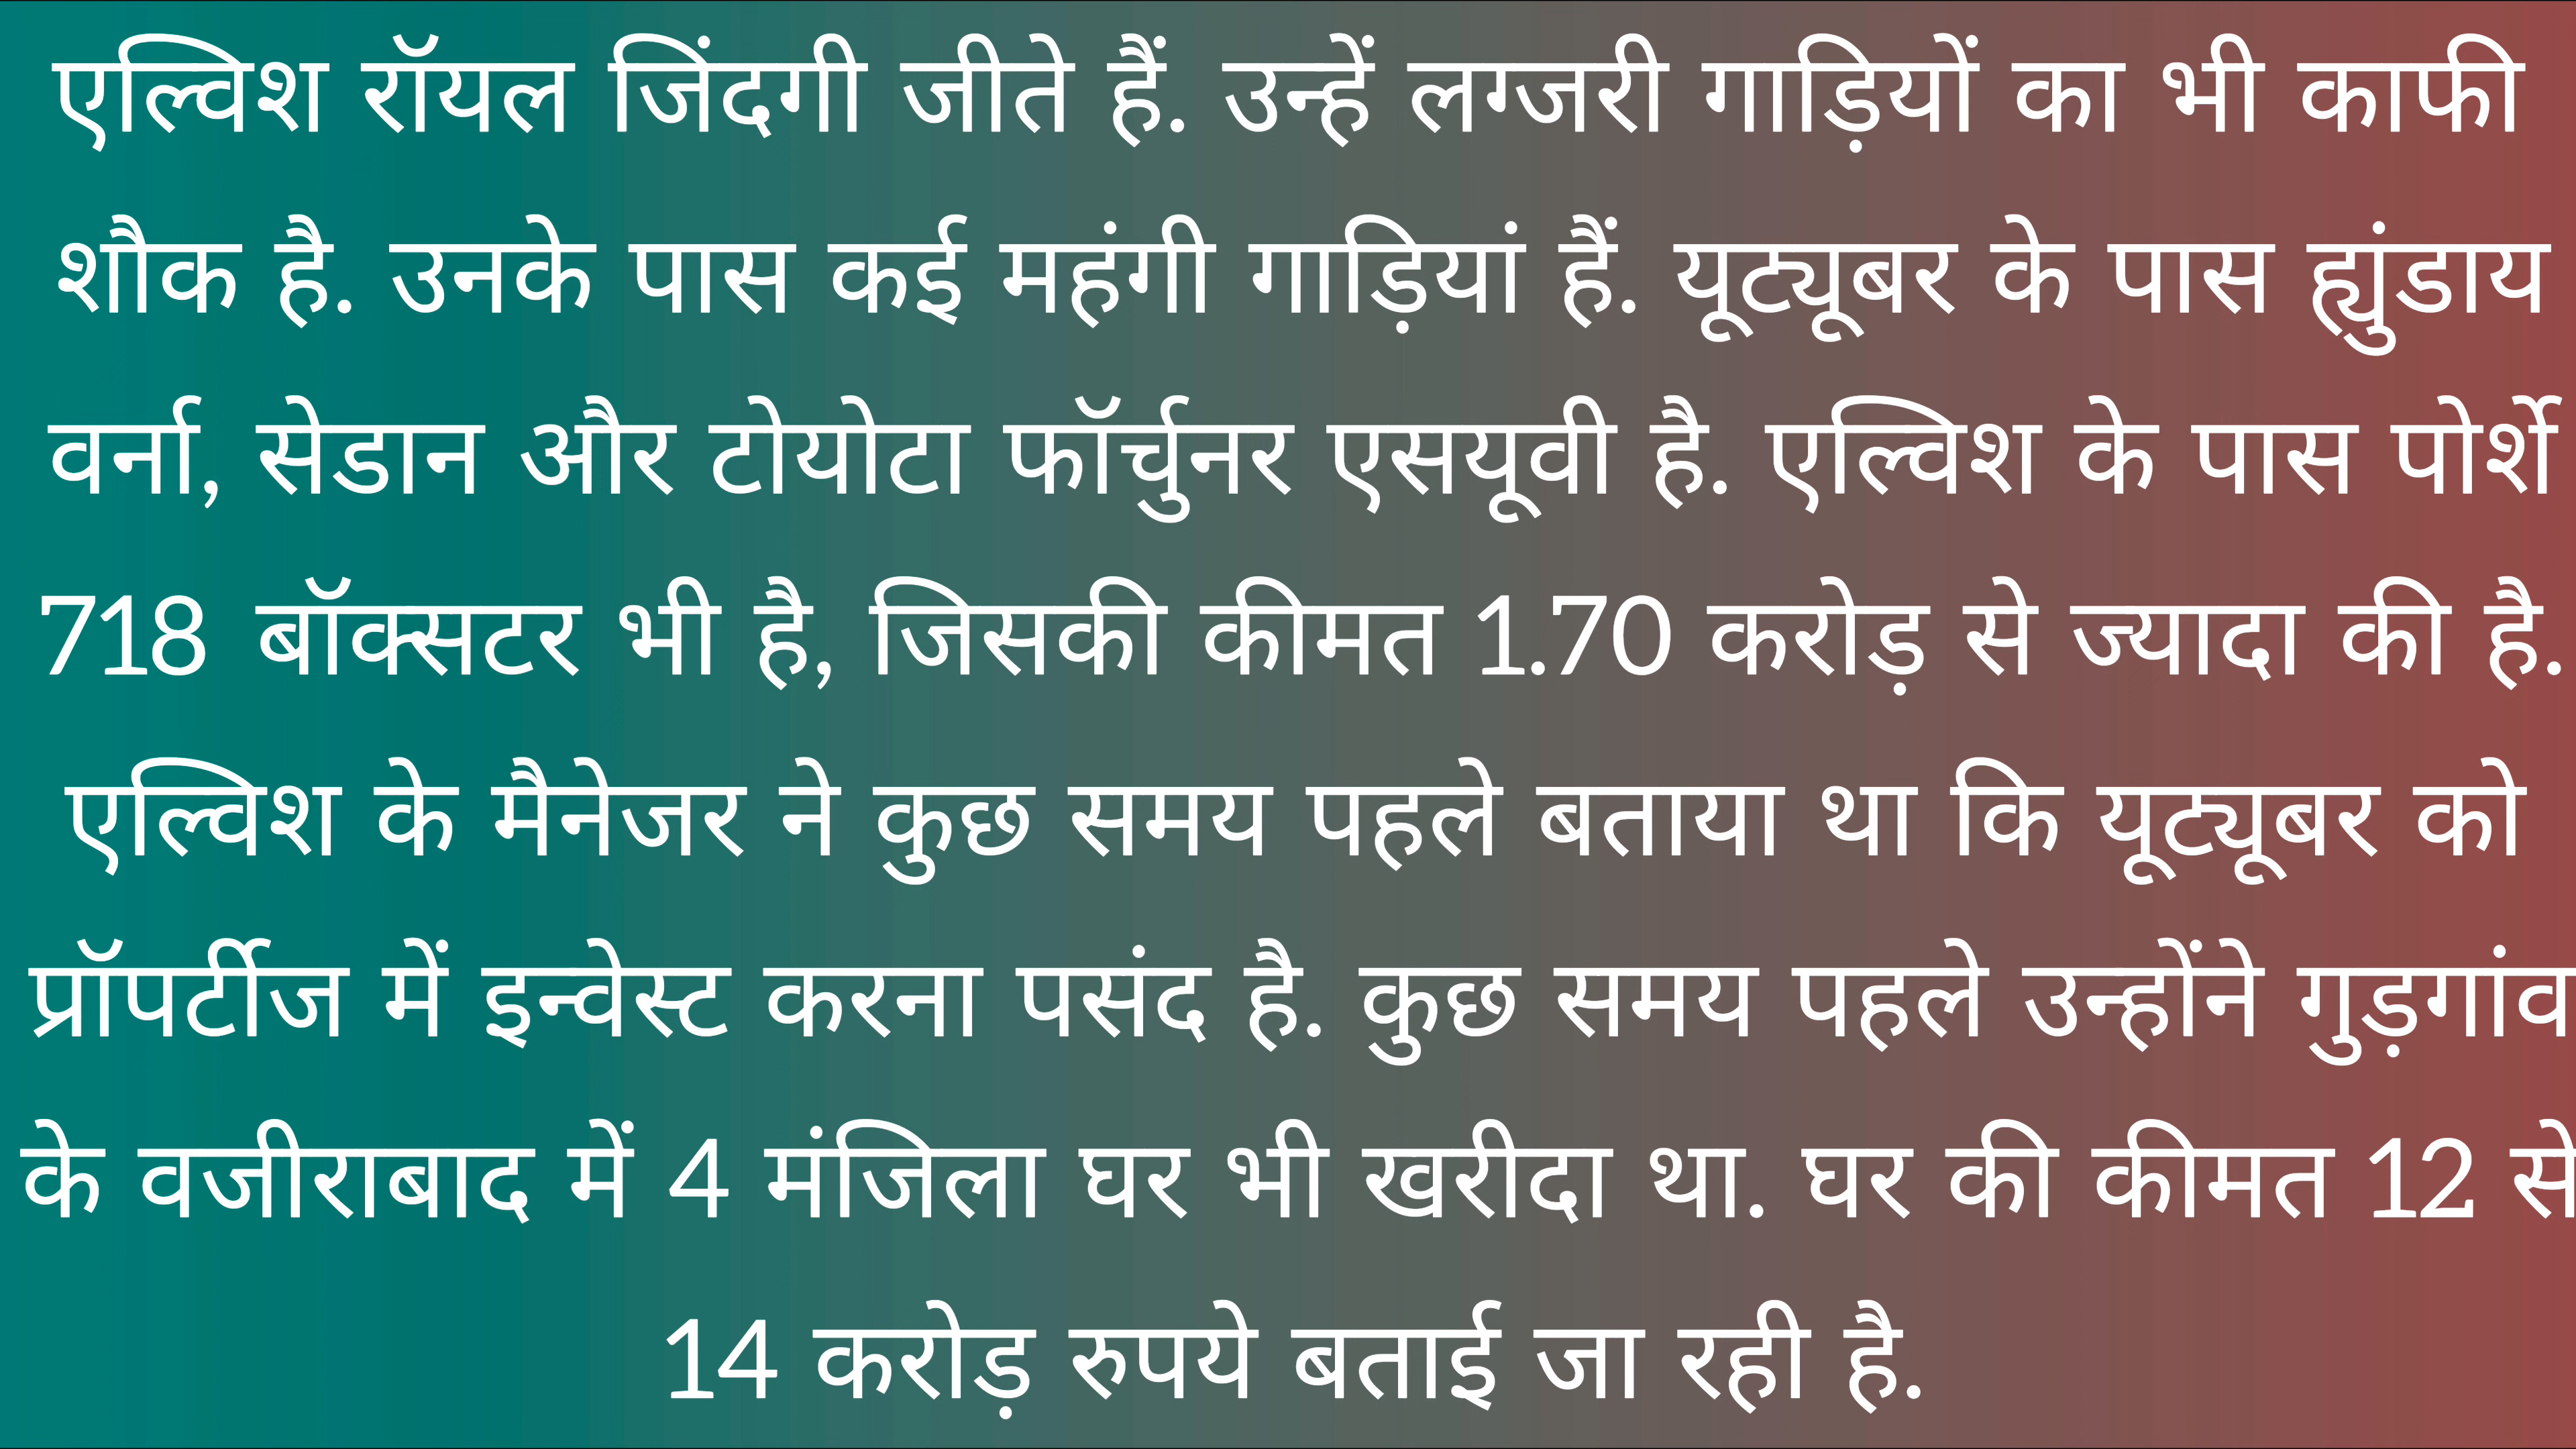 एल्विश रॉयल जिंदगी जीते हैं. उन्हें लग्जरी गाड़ियों का भी काफी
शौक है. उनके पास कई महंगी गाड़ियां हैं. यूट्यूबर के पास ह्युंडाय
वर्ना, सेडान और टोयोटा फॉर्चुनर एसयूवी है. एल्विश के पास पोर्शे
718 बॉक्सटर भी है, जिसकी कीमत 1.70 करोड़ से ज्यादा की है.
एल्विश के मैनेजर ने कुछ समय पहले बताया था कि यूट्यूबर को
प्रॉपर्टीज में इन्वेस्ट करना पसंद है. कुछ समय पहले उन्होंने गुड़गांव
के वजीराबाद में 4 मंजिला घर भी खरीदा था. घर की कीमत 12 से
14 करोड़ रुपये बताई जा रही है.